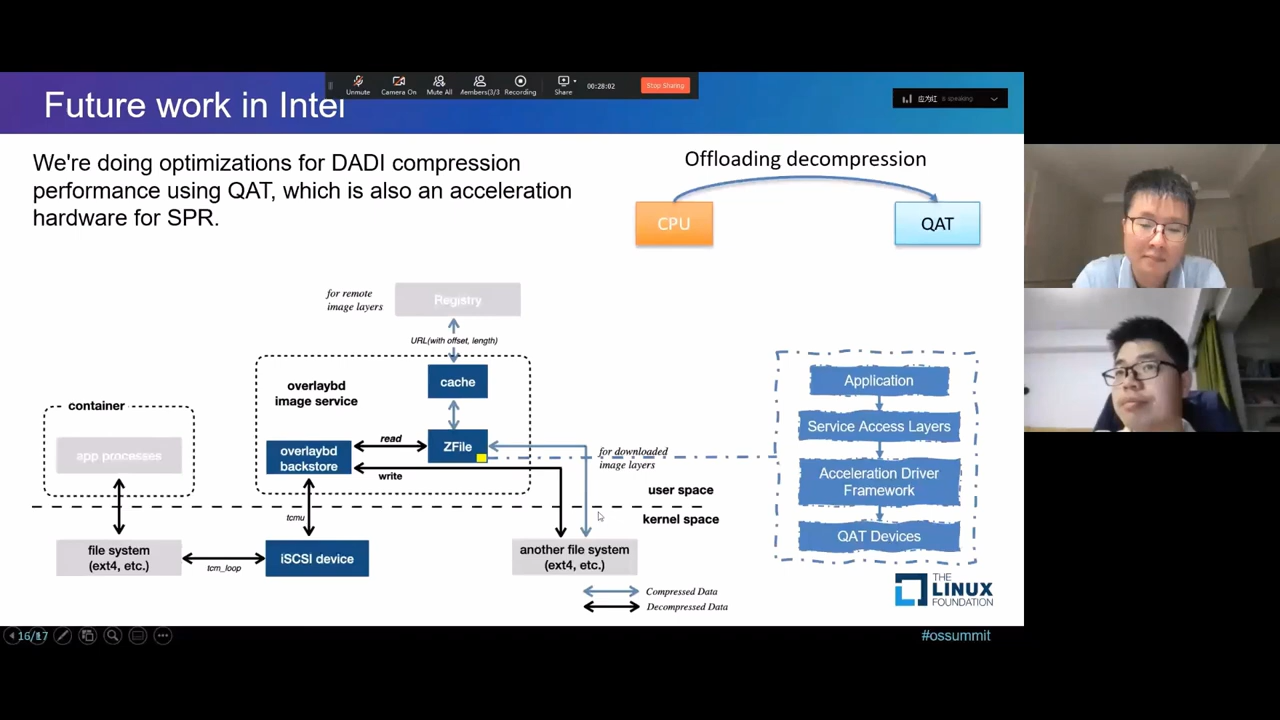 Future work in Intel
Unmute
Camera On
Mute All
Members(3/3
Recording
Share
00:28:02
Stop Sharing
应为红 is speaking
We're doing optimizations for DADI compression
performance using QAT, which is also an acceleration
hardware for SPR.
Offloading decompression
CPU
QAT
for remote
image layers
Registry
URL(with offset, length)
overlaybd
image service
cache
container
app processes
overlaybd
backstore
read
ZFile
write
for downloaded
image layers
user space
kernel space
tcmu
file system
(ext4, etc.)
tcm_loop
iSCSI device
another file system
(ext4, etc.)
Compressed Data
Decompressed Data
Application
Service Access Layers
Acceleration Driver
Framework
QAT Devices
THE
LINUX
FOUNDATION
16/17
#ossummit